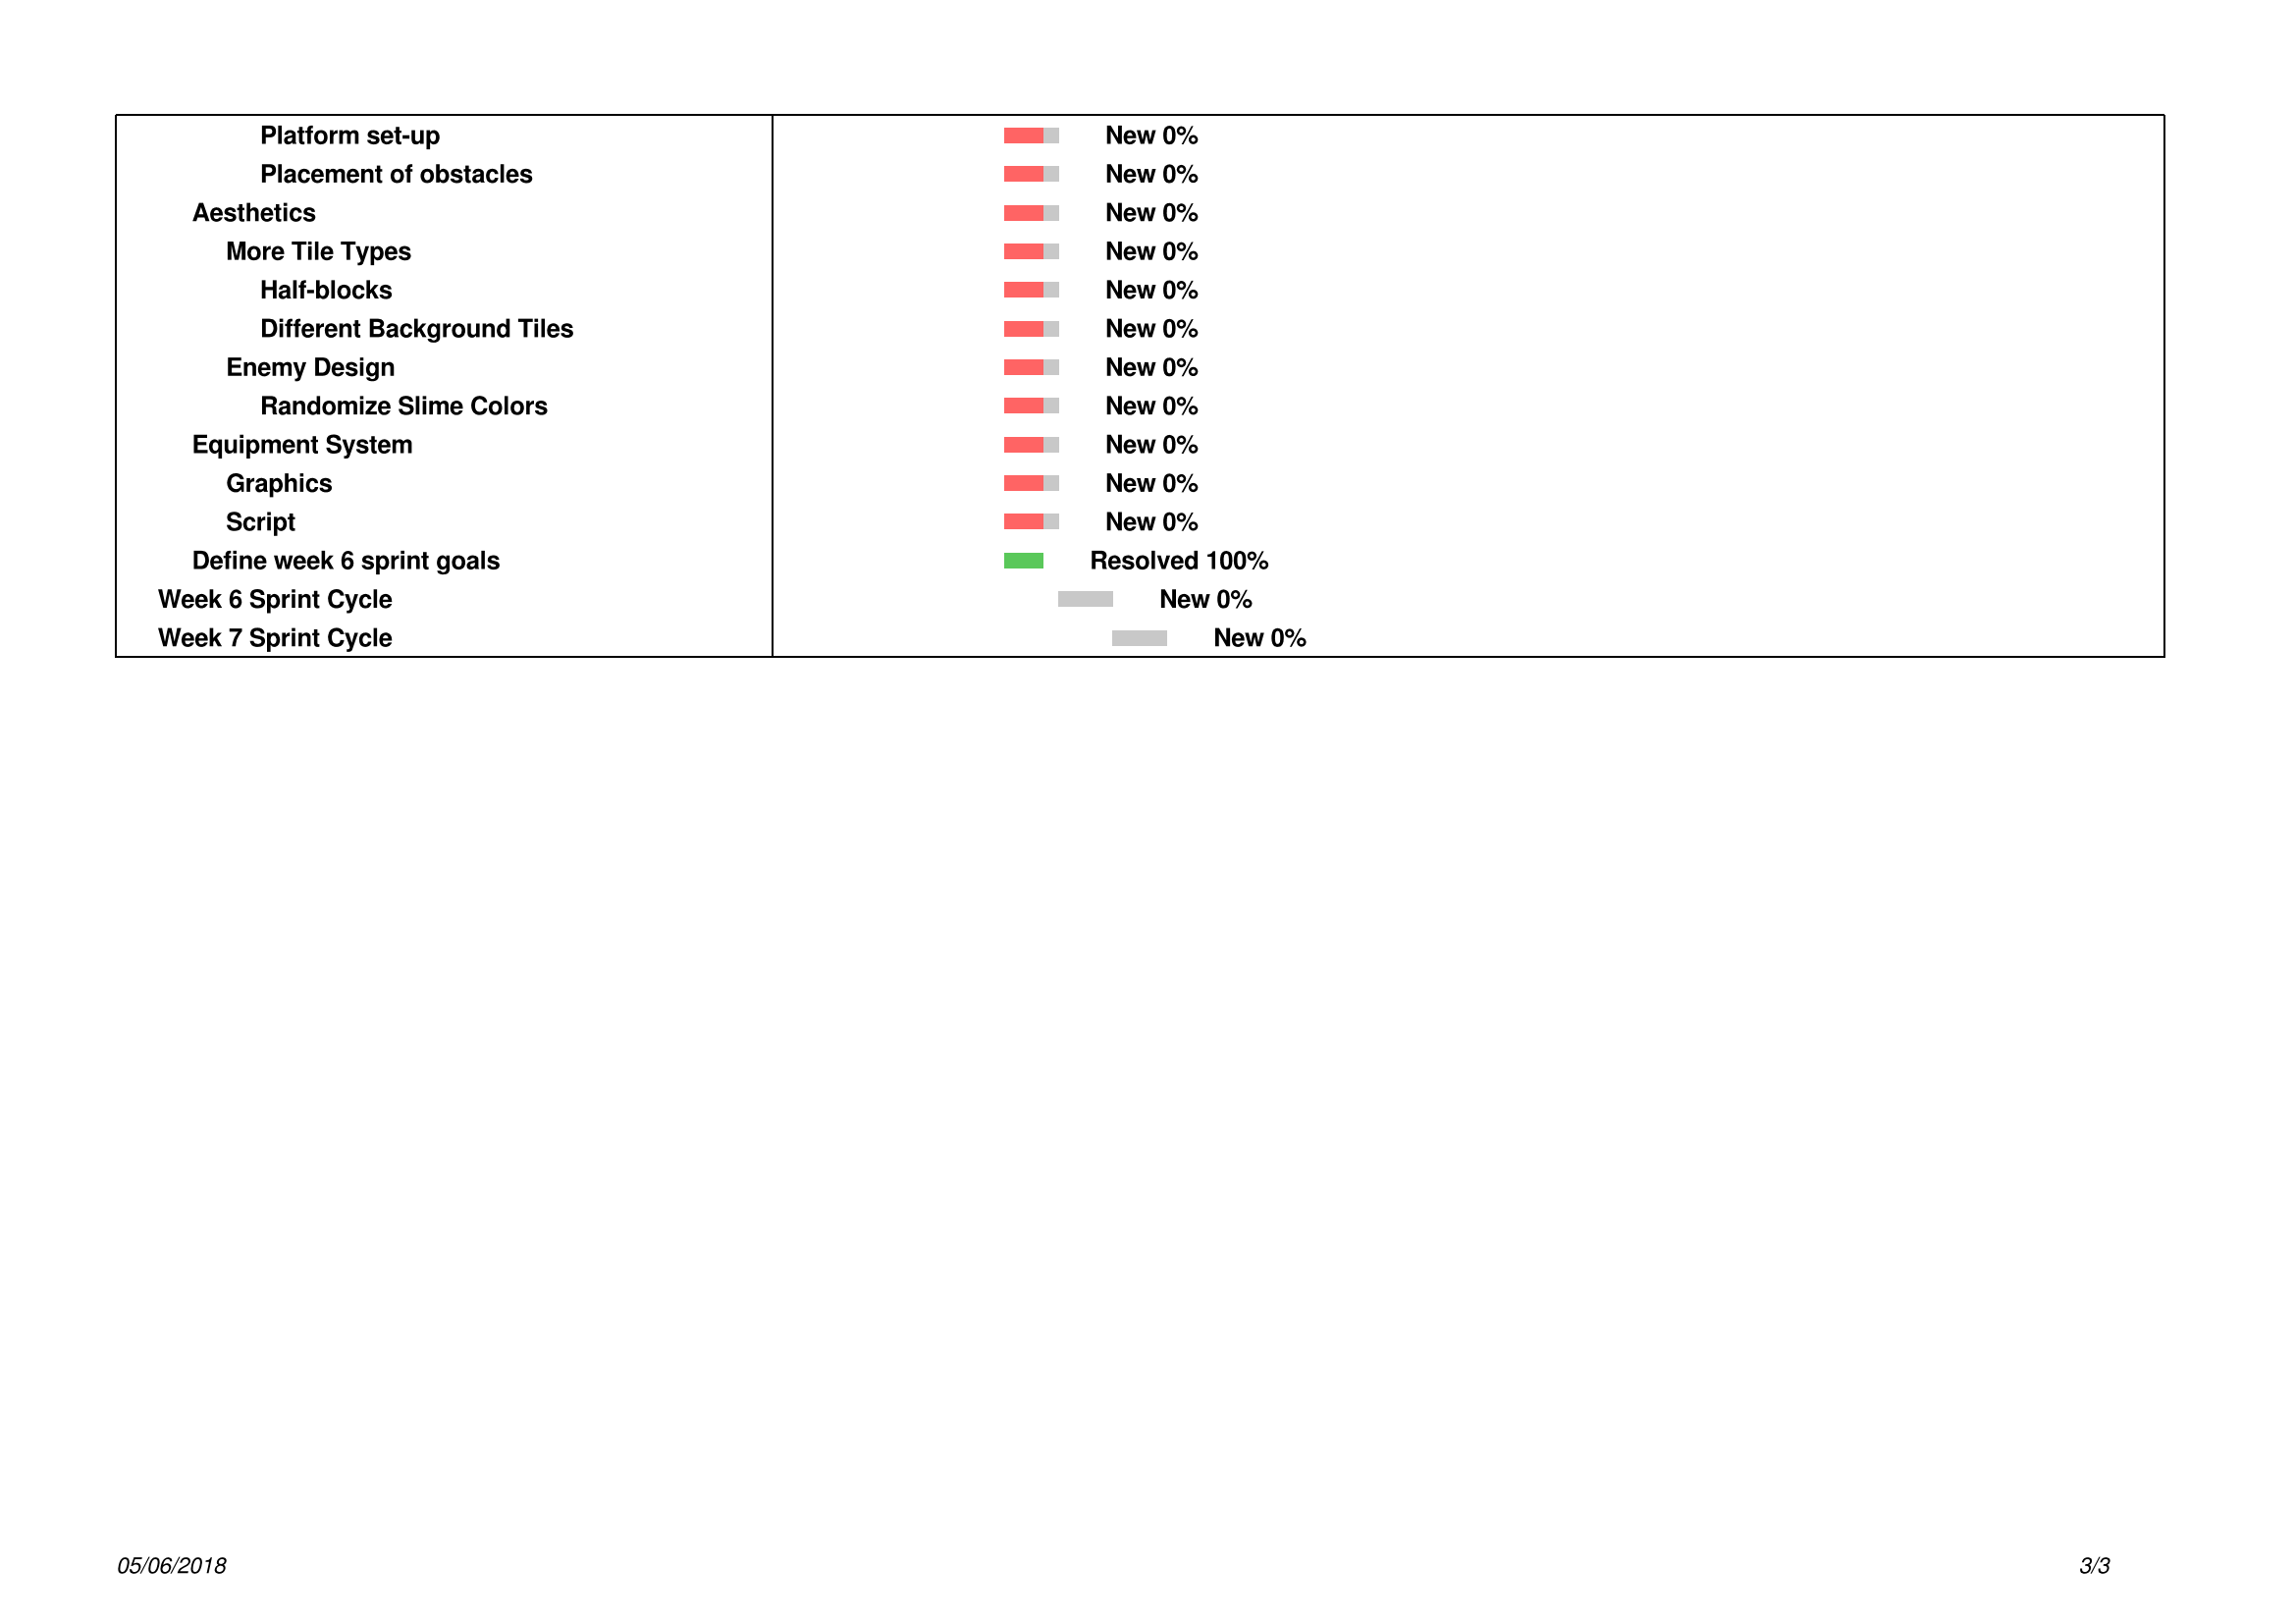 Platform set-up New 0%
Placement of obstacles New 0%
Aesthetics New 0%
More Tile Types New 0%
Half-blocks New 0%
Different Background Tiles New 0%
Enemy Design New 0%
Randomize Slime Colors New 0%
Equipment System New 0%
Graphics New 0%
Script New 0%
Define week 6 sprint goals Resolved 100%
Week 6 Sprint Cycle New 0%
Week 7 Sprint Cycle New 0%
05/06/2018 3/3